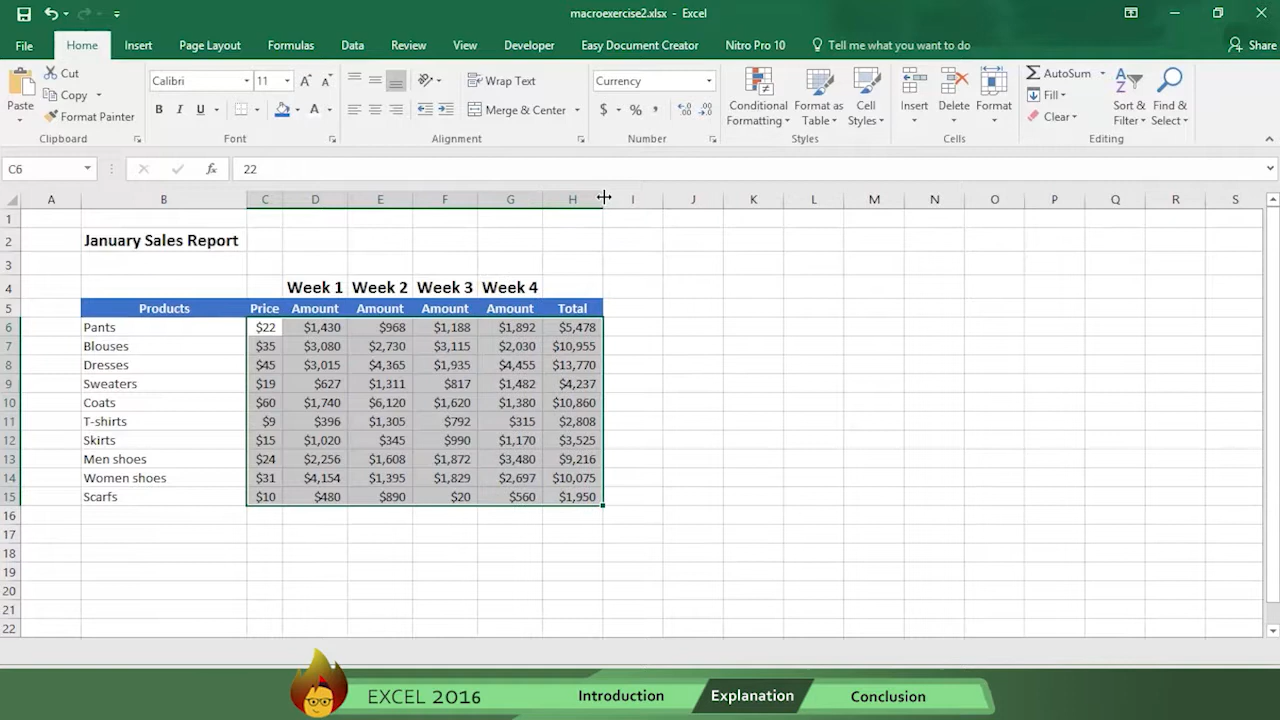 macroexercise2.xlsx - Excel
File Home Insert Page Layout Formulas Data Review View Developer Easy Document Creator Nitro Pro 10 Tell me what you want to do Share
Paste
Cut
Copy
Format Painter
Clipboard
Calibri 11
B I U
Font
Wrap Text
Merge & Center
Alignment
Currency
$ % ,
Number
Conditional Formatting
Format as Table
Cell Styles
Styles
Insert Delete Format
Cells
AutoSum
Fill
Clear
Sort & Filter
Find & Select
Editing
C6 fx 22
A B C D E F G H I J K L M N O P Q R S
1
2 January Sales Report
3
4 Week 1 Week 2 Week 3 Week 4
5 Products Price Amount Amount Amount Amount Total
6 Pants $22 $1,430 $968 $1,188 $1,892 $5,478
7 Blouses $35 $3,080 $2,730 $3,115 $2,030 $10,955
8 Dresses $45 $3,015 $4,365 $1,935 $4,455 $13,770
9 Sweaters $19 $627 $1,311 $817 $1,482 $4,237
10 Coats $60 $1,740 $6,120 $1,620 $1,380 $10,860
11 T-shirts $9 $396 $1,305 $792 $315 $2,808
12 Skirts $15 $1,020 $345 $990 $1,170 $3,525
13 Men shoes $24 $2,256 $1,608 $1,872 $3,480 $9,216
14 Women shoes $31 $4,154 $1,395 $1,829 $2,697 $10,075
15 Scarfs $10 $480 $890 $20 $560 $1,950
16
17
18
19
20
21
22
EXCEL 2016 Introduction Explanation Conclusion